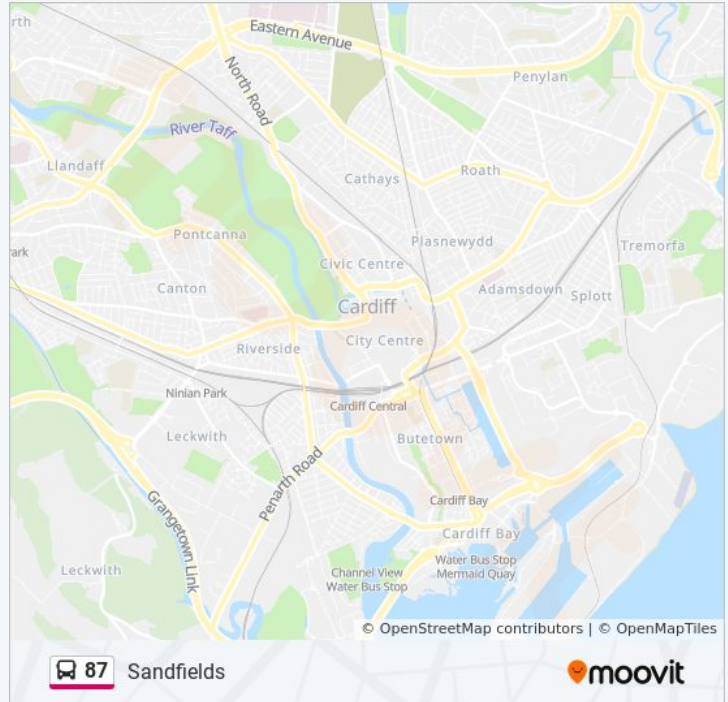 rth
Eastern Avenue
North Road
Penylan
River Taff
Llandaff
Cathays
Roath
Pontcanna
Plasnewydd
Tremorfa
ark
Civic Centre
Canton
Adamsdown
Splott
Cardiff
City Centre
Riverside
Ninian Park
Cardiff Central
Leckwith
Butetown
Penarth Road
Grangetown Link
Cardiff Bay
Cardiff Bay
Leckwith
Channel View
Water Bus Stop
Water Bus Stop
Mermaid Quay
© OpenStreetMap contributors | © OpenMapTiles
87 Sandfields
moovit